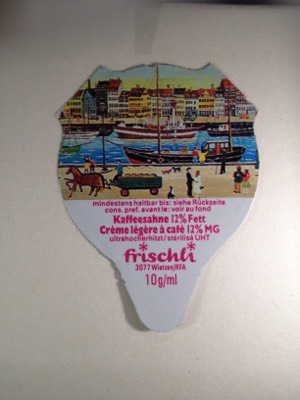 mindestens haltbar bis: siehe Rückseite
cons. pref. avant le: voir au fond
Kaffeesahne 12% Fett
Crème légère à café 12% MG
ultrahocherhitzt/stérilisé UHT
frischli
3077 Wietzen/RFA
10g/ml